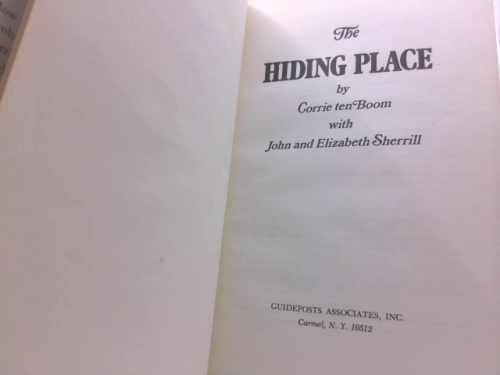 The
HIDING PLACE
by
Corrie ten Boom
with
John and Elizabeth Sherrill
GUIDEPOSTS ASSOCIATES, INC.
Carmel, N. Y. 10512